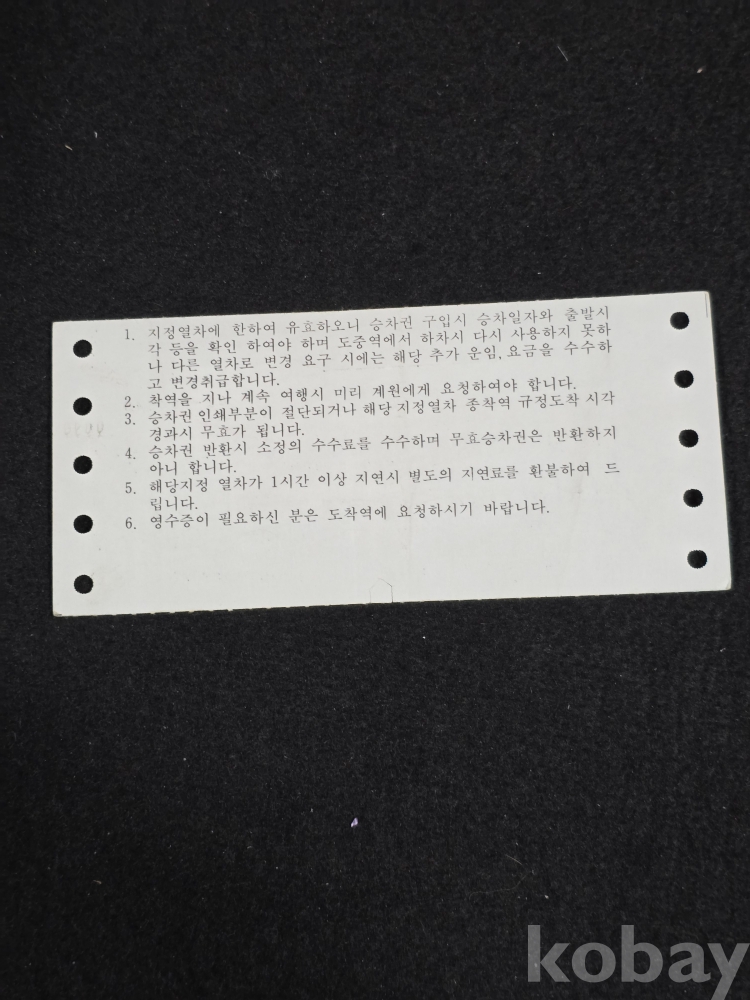 1. 지정열차에 한하여 유효하오니 승차권 구입시 승차일자와 출발시
각 등을 확인 하여야 하며 도중역에서 하차시 다시 사용하지 못하
나 다른 열차로 변경 요구 시에는 해당 추가 운임, 요금을 수수하
고 변경취급합니다.
2. 착역을 지나 계속 여행시 미리 계원에게 요청하여야 합니다.
3. 승차권 인쇄부분이 절단되거나 해당 지정열차 종착역 규정도착 시각
경과시 무효가 됩니다.
4. 승차권 반환시 소정의 수수료를 수수하며 무효승차권은 반환하지
아니 합니다.
5. 해당지정 열차가 1시간 이상 지연시 별도의 지연료를 환불하여 드
립니다.
6. 영수증이 필요하신 분은 도착역에 요청하시기 바랍니다.
kobay